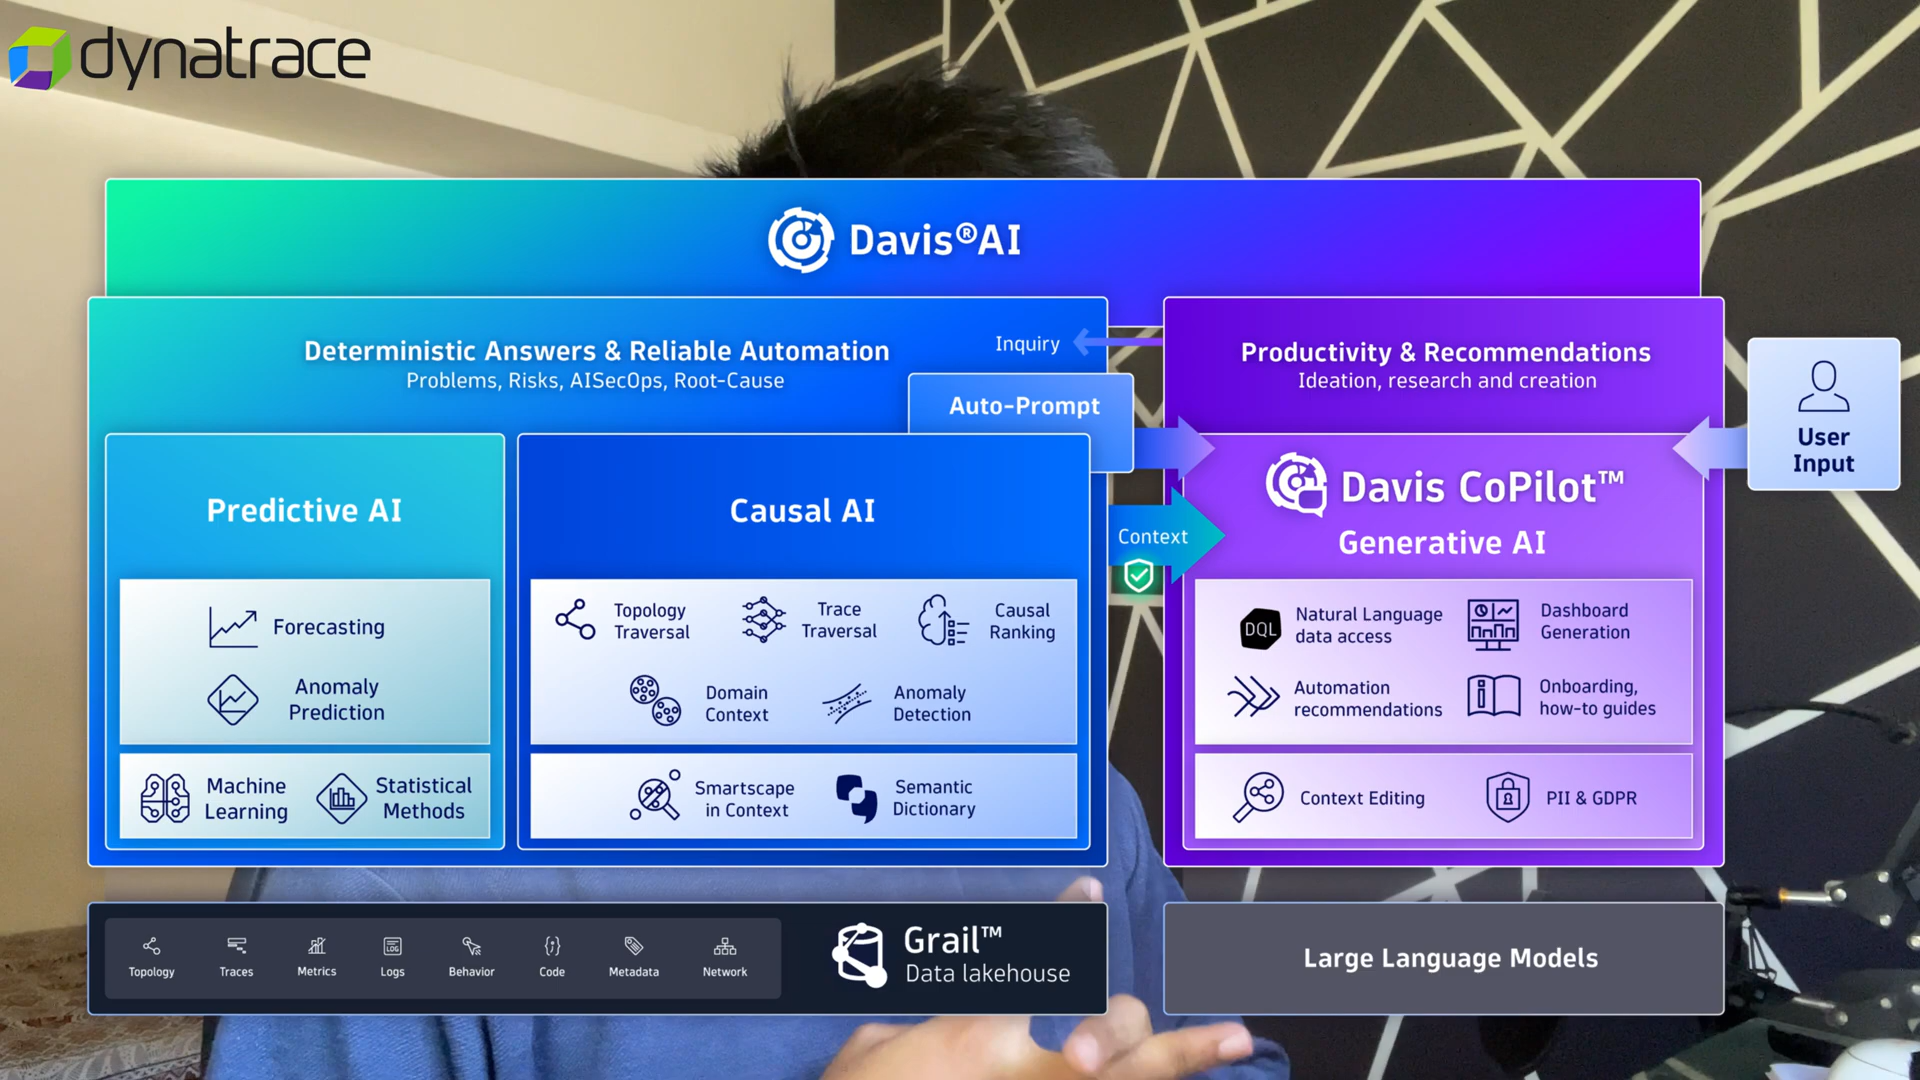 dynatrace
Davis®AI
Deterministic Answers & Reliable Automation
Problems, Risks, AISecOps, Root-Cause
Inquiry
Auto-Prompt
Predictive AI
Forecasting
Anomaly
Prediction
Machine
Learning
Statistical
Methods
Causal AI
Topology
Traversal
Trace
Traversal
Causal
Ranking
Domain
Context
Anomaly
Detection
Smartscape
in Context
Semantic
Dictionary
Context
Productivity & Recommendations
Ideation, research and creation
Davis CoPilot™
Generative AI
DQL
Natural Language
data access
Dashboard
Generation
Automation
recommendations
Onboarding,
how-to guides
Context Editing
PII & GDPR
User
Input
Topology
Traces
Metrics
LOG
Logs
Behavior
Code
Metadata
Network
Grail™
Data lakehouse
Large Language Models